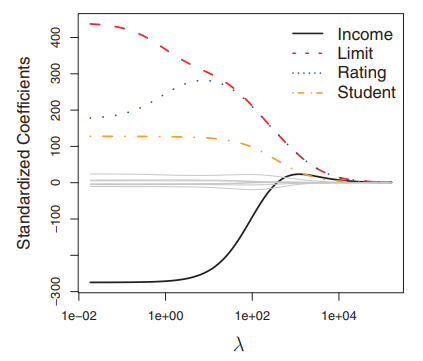 Standardized Coefficients
400
300
200
100
0
−100
−300
Income
Limit
Rating
Student
1e−02 1e+00 1e+02 1e+04
λ